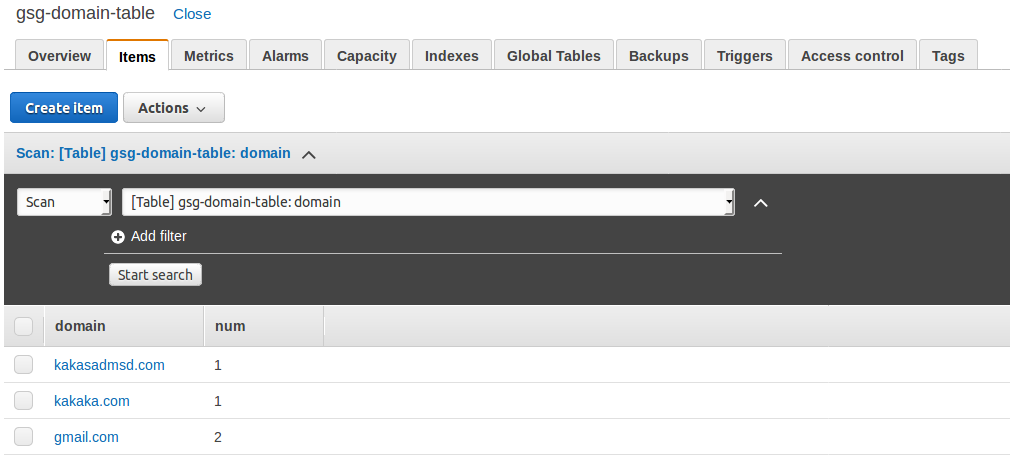 gsg-domain-table Close
Overview Items Metrics Alarms Capacity Indexes Global Tables Backups Triggers Access control Tags
Create item Actions
Scan: [Table] gsg-domain-table: domain
Scan [Table] gsg-domain-table: domain
Add filter
Start search
domain num
kakasadmsd.com 1
kakaka.com 1
gmail.com 2